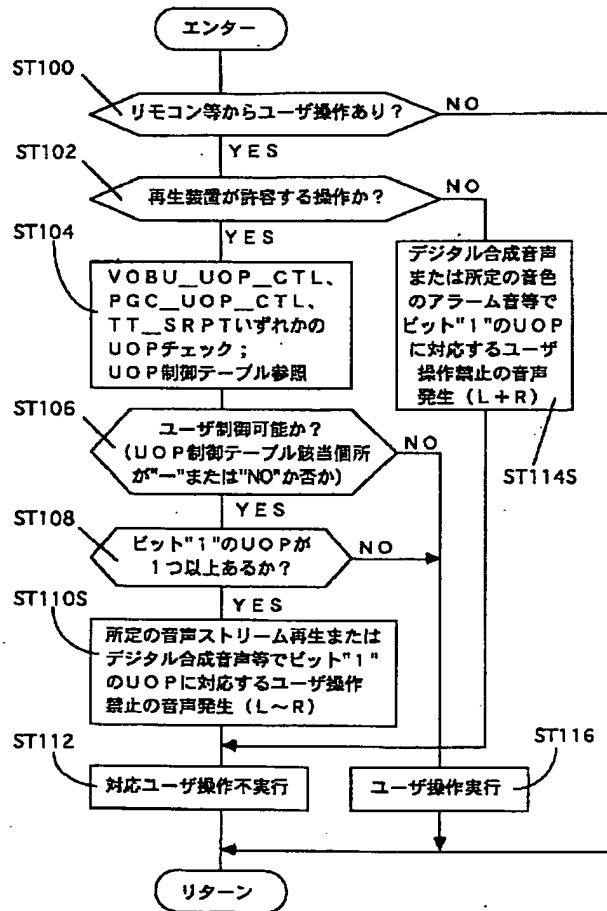 エンター
ST100
リモコン等からユーザ操作あり？
NO
YES
ST102
再生装置が許容する操作か？
NO
YES
ST104
VOBU__UOP__CTL、
PGC__UOP__CTL、
TT__SRPTいずれかの
UOPチェック；
UOP制御テーブル参照
デジタル合成音声
または所定の音色
のアラーム音等で
ビット"1"のUOP
に対応するユーザ
操作禁止の音声
発生（L＋R）
ST114S
ST106
ユーザ制御可能か？
（UOP制御テーブル該当個所
が"ー"または"NO"か否か）
NO
YES
ST108
ビット"1"のUOPが
1つ以上あるか？
NO
YES
ST110S
所定の音声ストリーム再生または
デジタル合成音声等でビット"1"
のUOPに対応するユーザ操作
禁止の音声発生（L～R）
ST112
対応ユーザ操作不実行
ST116
ユーザ操作実行
リターン